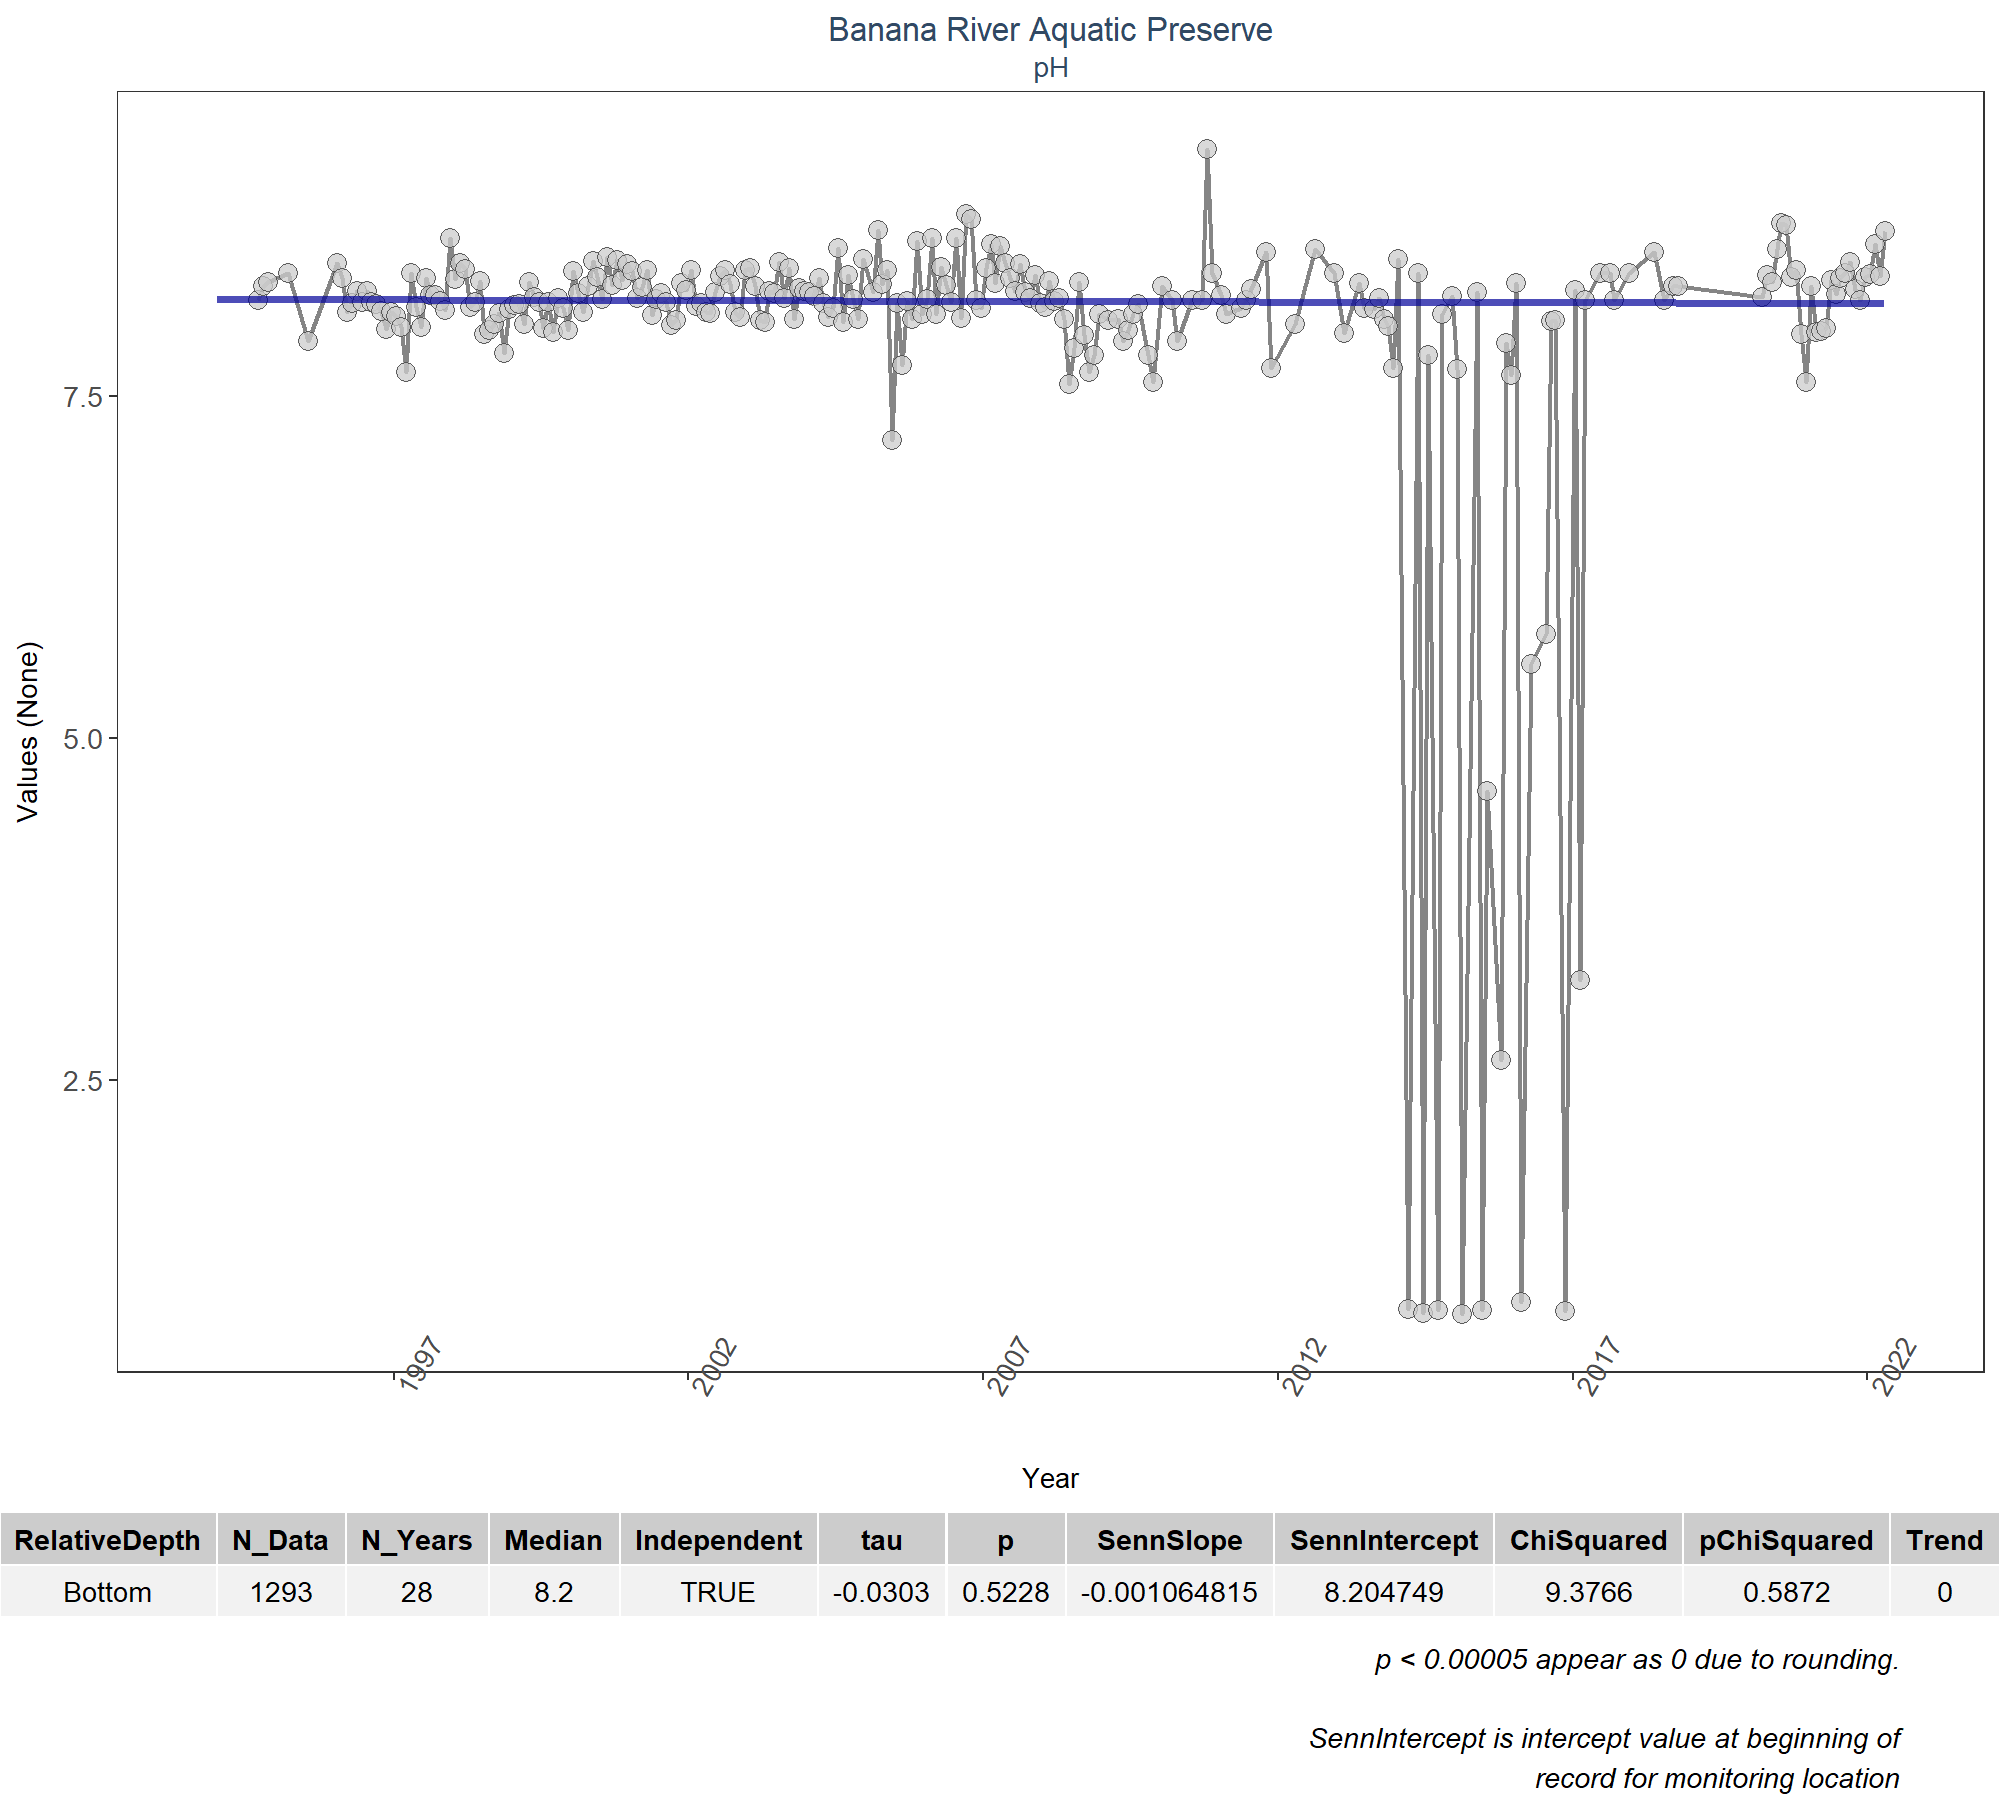 Banana River Aquatic Preserve
pH
Values (None)
7.5
5.0
2.5
1997 2002 2007 2012 2017 2022
Year
RelativeDepth N_Data N_Years Median Independent tau p SennSlope SennIntercept ChiSquared pChiSquared Trend
Bottom 1293 28 8.2 TRUE -0.0303 0.5228 -0.001064815 8.204749 9.3766 0.5872 0
p < 0.00005 appear as 0 due to rounding.
SennIntercept is intercept value at beginning of
record for monitoring location